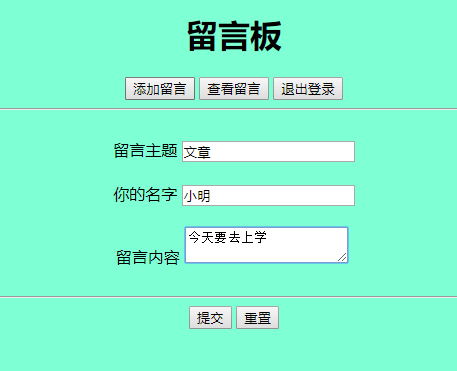 留言板
添加留言 查看留言 退出登录
留言主题 文章
你的名字 小明
留言内容 今天要去上学
提交 重置